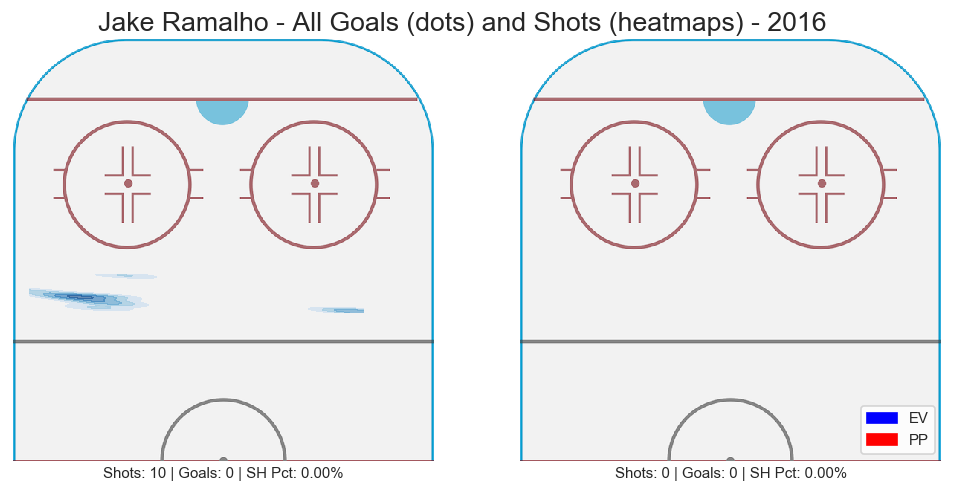 Jake Ramalho - All Goals (dots) and Shots (heatmaps) - 2016
EV
PP
Shots: 10 | Goals: 0 | SH Pct: 0.00%
Shots: 0 | Goals: 0 | SH Pct: 0.00%